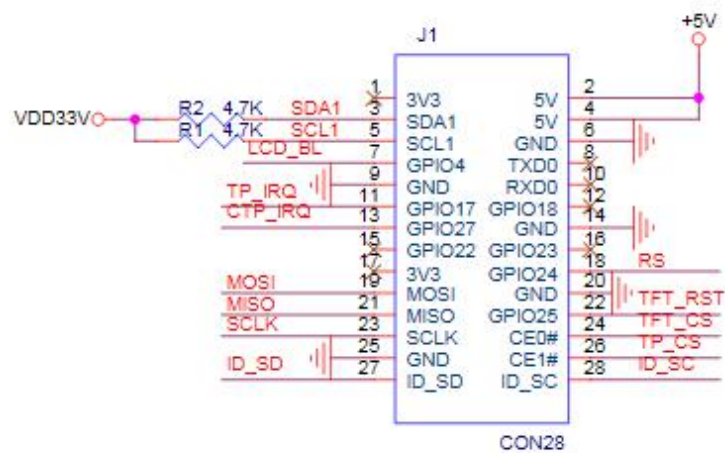 +5V
J1
1 2
3V3 5V
VDD33V R2 4.7K SDA1 3 SDA1 5V 4
R1 4.7K SCL1 5 SCL1 GND 6
LCD_BL 7 GPIO4 TXD0 8
9 GND RXD0 10
TP_IRQ 11 GPIO17 GPIO18 12
CTP_IRQ 13 GPIO27 GND 14
15 GPIO22 GPIO23 16
17 3V3 GPIO24 18 RS
MOSI 19 MOSI GND 20
MISO 21 MISO GPIO25 22 TFT_RST
SCLK 23 SCLK CE0# 24 TFT_CS
25 GND CE1# 26 TP_CS
ID_SD 27 ID_SD ID_SC 28 ID_SC
CON28